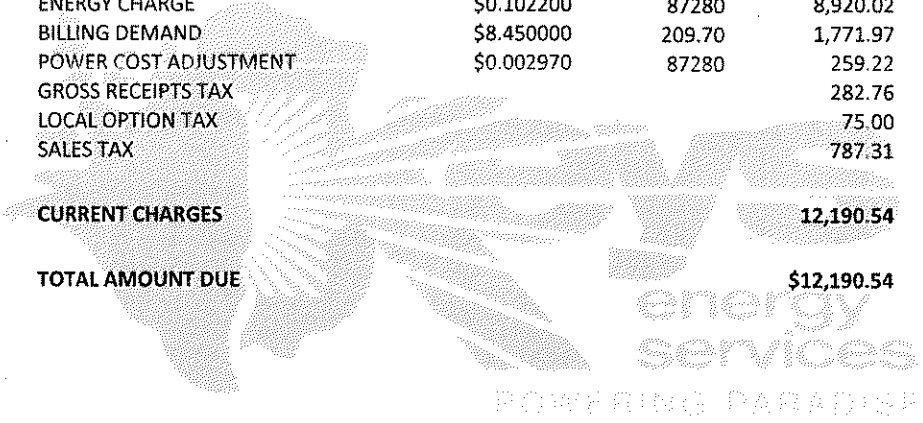 ENERGY CHARGE $0.102200 87280 8,920.02
BILLING DEMAND $8.450000 209.70 1,771.97
POWER COST ADJUSTMENT $0.002970 87280 259.22
GROSS RECEIPTS TAX 282.76
LOCAL OPTION TAX 75.00
SALES TAX 787.31
CURRENT CHARGES 12,190.54
TOTAL AMOUNT DUE $12,190.54
energy
services
POWERING PARADISE